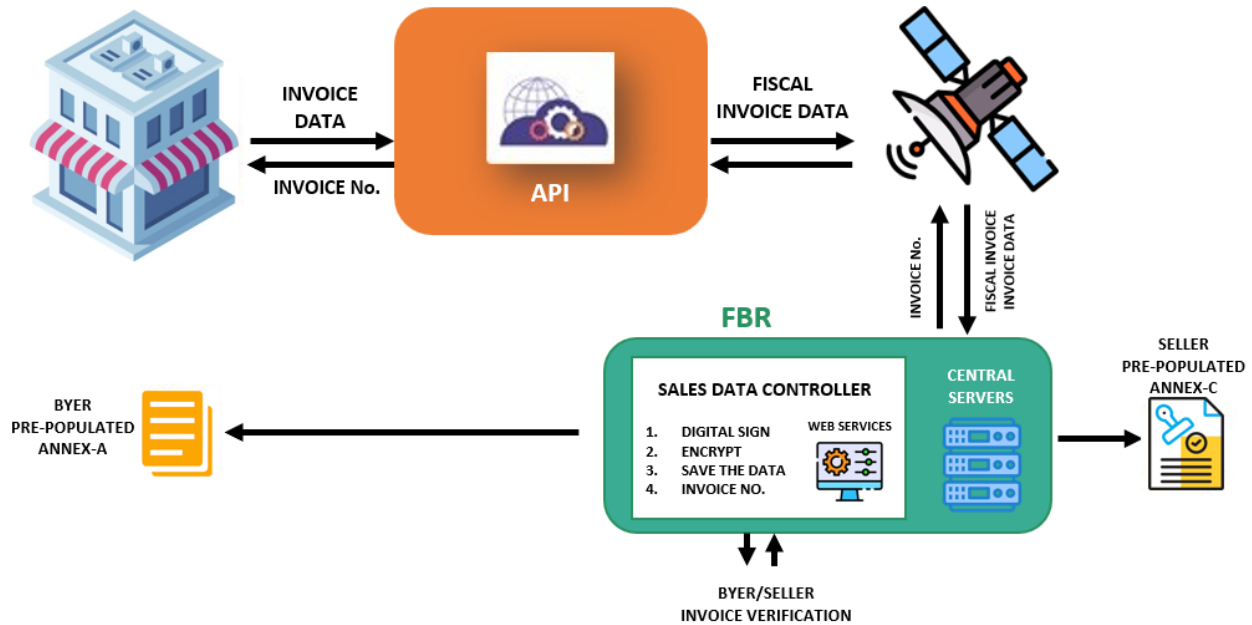 INVOICE
DATA
INVOICE No.
API
FISCAL
INVOICE DATA
INVOICE No.
FISCAL INVOICE
INVOICE DATA
FBR
SALES DATA CONTROLLER
1. DIGITAL SIGN
2. ENCRYPT
3. SAVE THE DATA
4. INVOICE NO.
WEB SERVICES
CENTRAL
SERVERS
SELLER
PRE-POPULATED
ANNEX-C
BYER
PRE-POPULATED
ANNEX-A
BYER/SELLER
INVOICE VERIFICATION